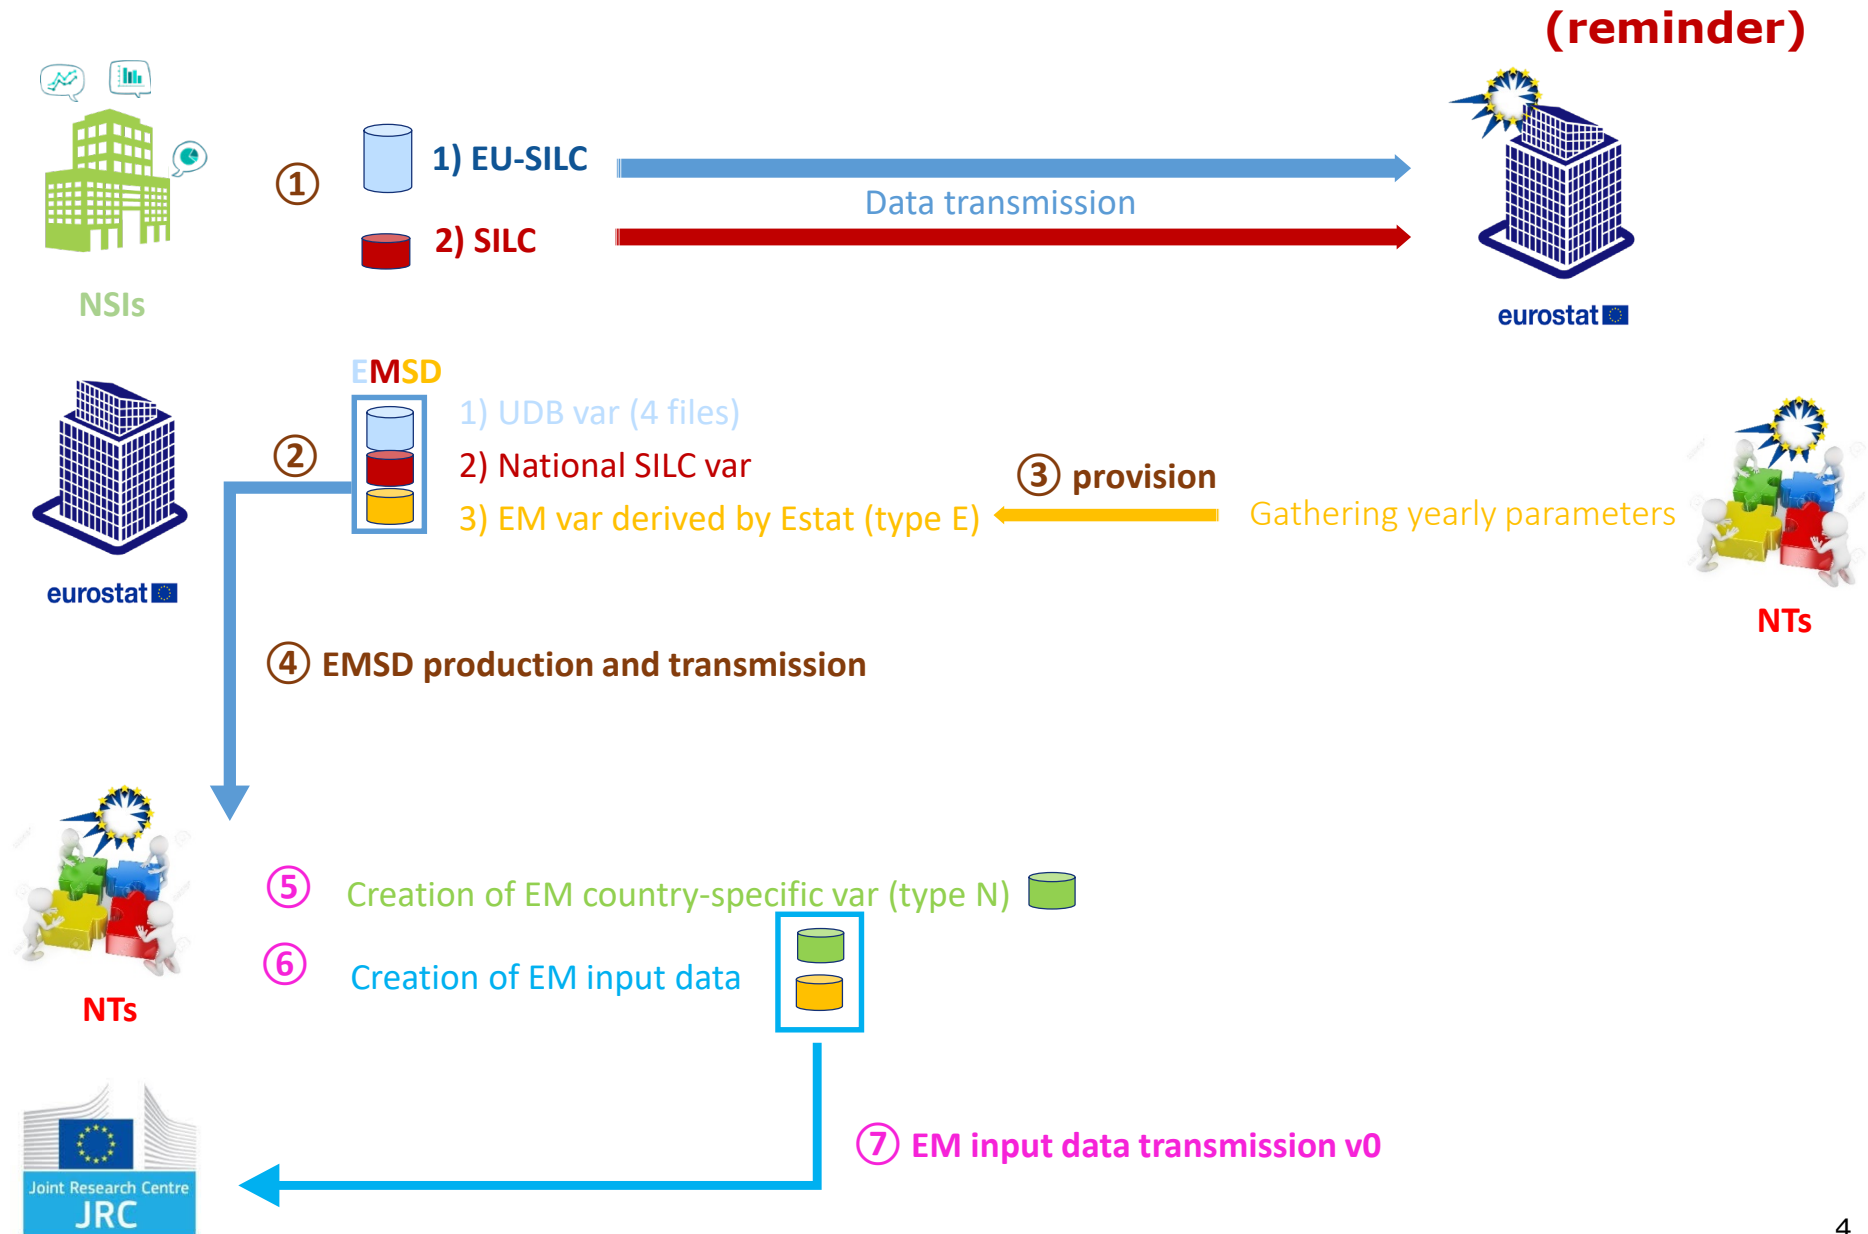 (reminder)
①
1) EU-SILC
Data transmission
2) SILC
NSIs
eurostat
EMSD
1) UDB var (4 files)
②
2) National SILC var
③ provision
3) EM var derived by Estat (type E)
Gathering yearly parameters
eurostat
NTs
④ EMSD production and transmission
⑤ Creation of EM country-specific var (type N)
⑥ Creation of EM input data
NTs
⑦ EM input data transmission v0
Joint Research Centre
JRC
4